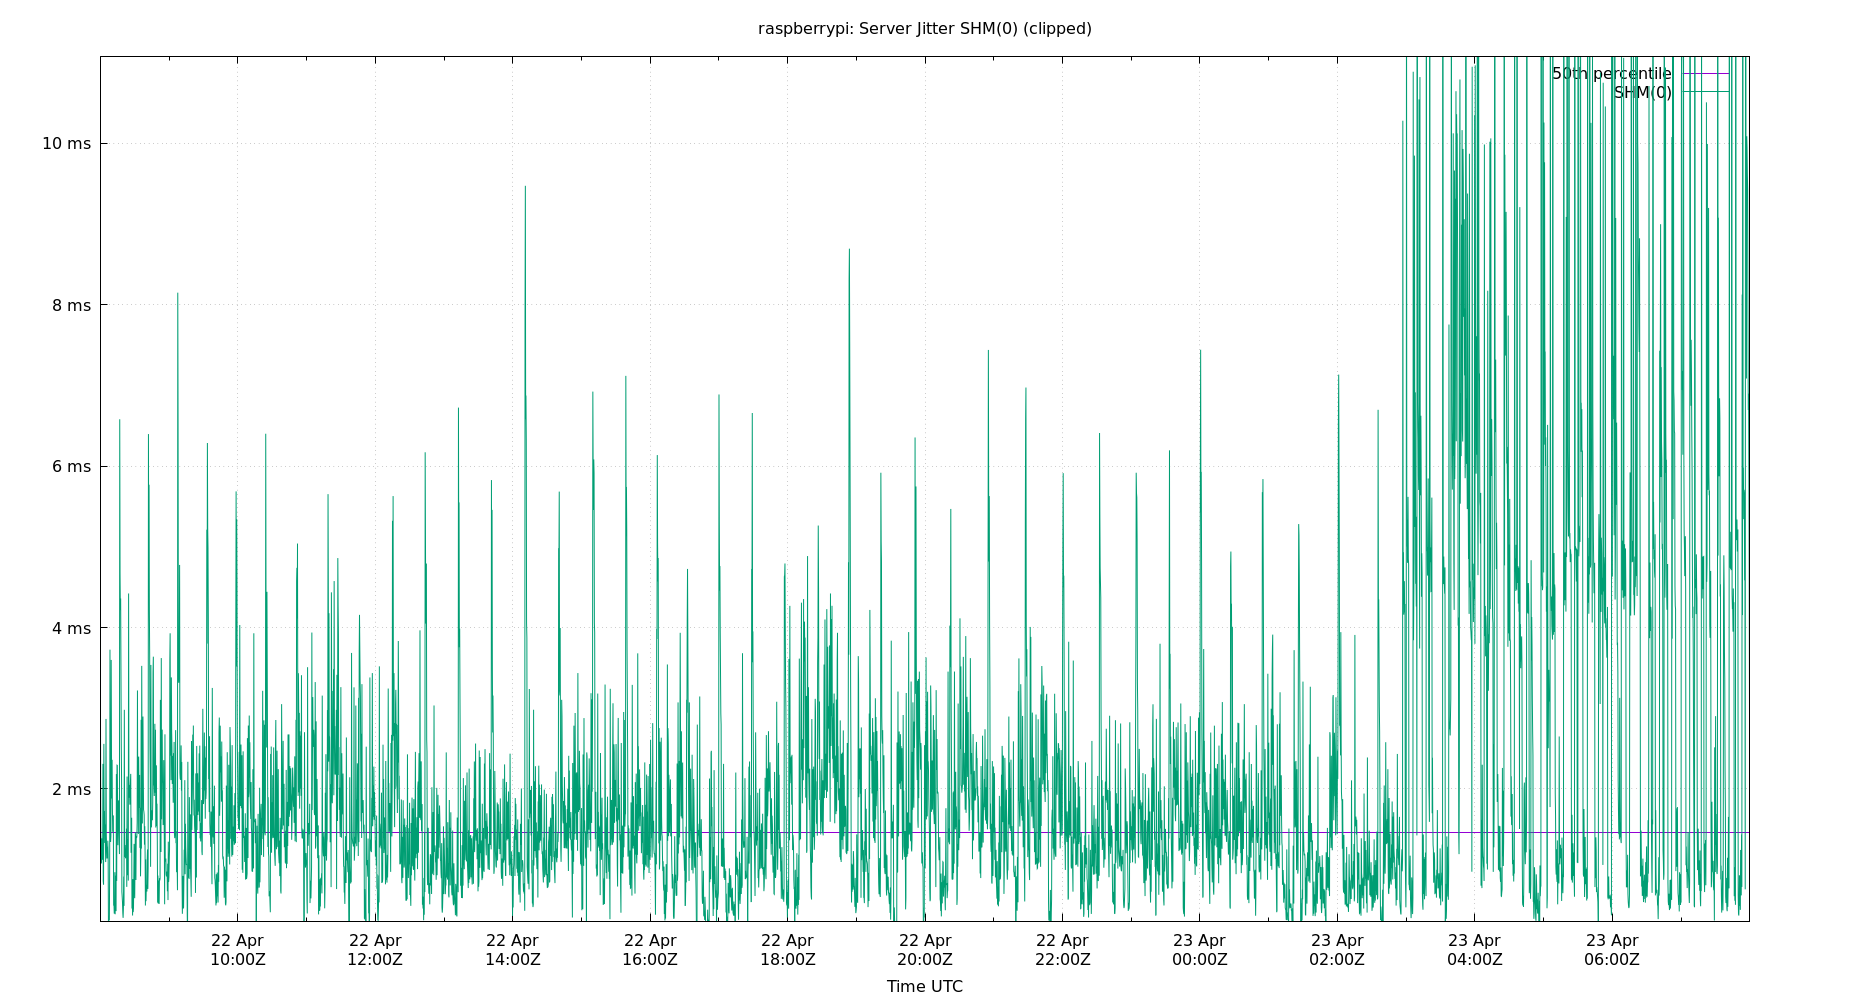 raspberrypi: Server Jitter SHM(0) (clipped)
50th percentile
SHM(0)
10 ms
8 ms
6 ms
4 ms
2 ms
22 Apr 22 Apr 22 Apr 22 Apr 22 Apr 22 Apr 22 Apr 23 Apr 23 Apr 23 Apr 23 Apr
10:00Z 12:00Z 14:00Z 16:00Z 18:00Z 20:00Z 22:00Z 00:00Z 02:00Z 04:00Z 06:00Z
Time UTC